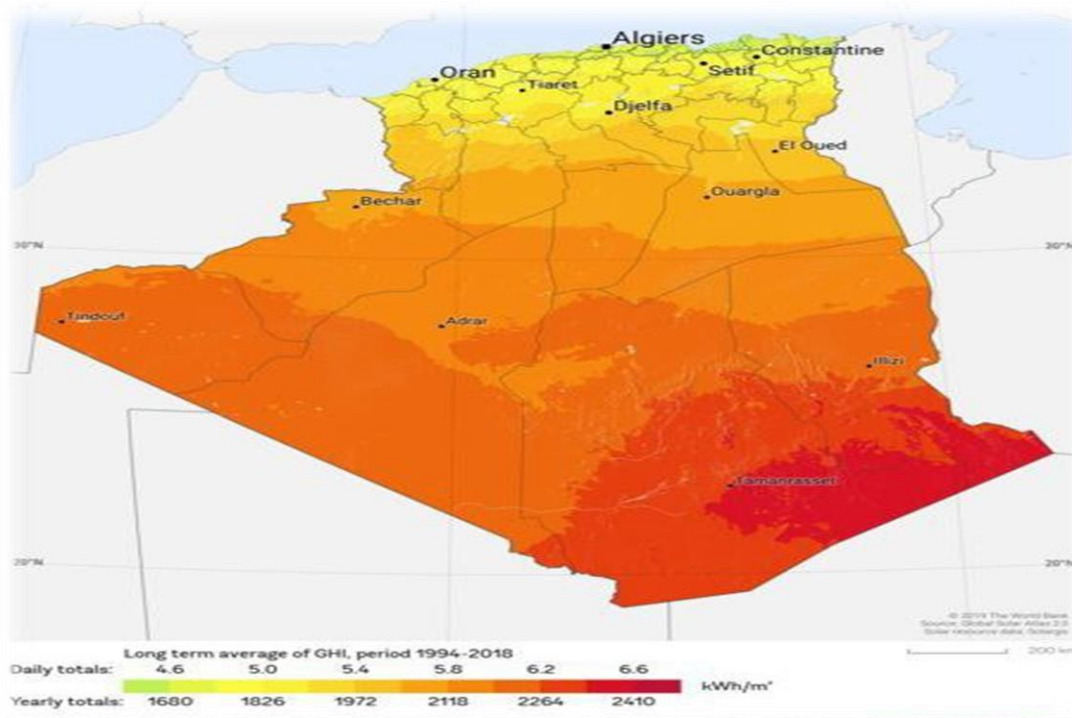 Algiers
Constantine
Oran
Setif
Tiaret
Djelfa
El Oued
Ouargla
Bechar
30°N
30°N
Tindouf
Adrar
Illizi
Tamanrasset
20°N
20°N
© 2019 The World Bank
Source: Global Solar Atlas 2.0
Solar resource data: Solargis
200 km
Long term average of GHI, period 1994-2018
Daily totals: 4.6 5.0 5.4 5.8 6.2 6.6
kWh/m²
Yearly totals: 1680 1826 1972 2118 2264 2410